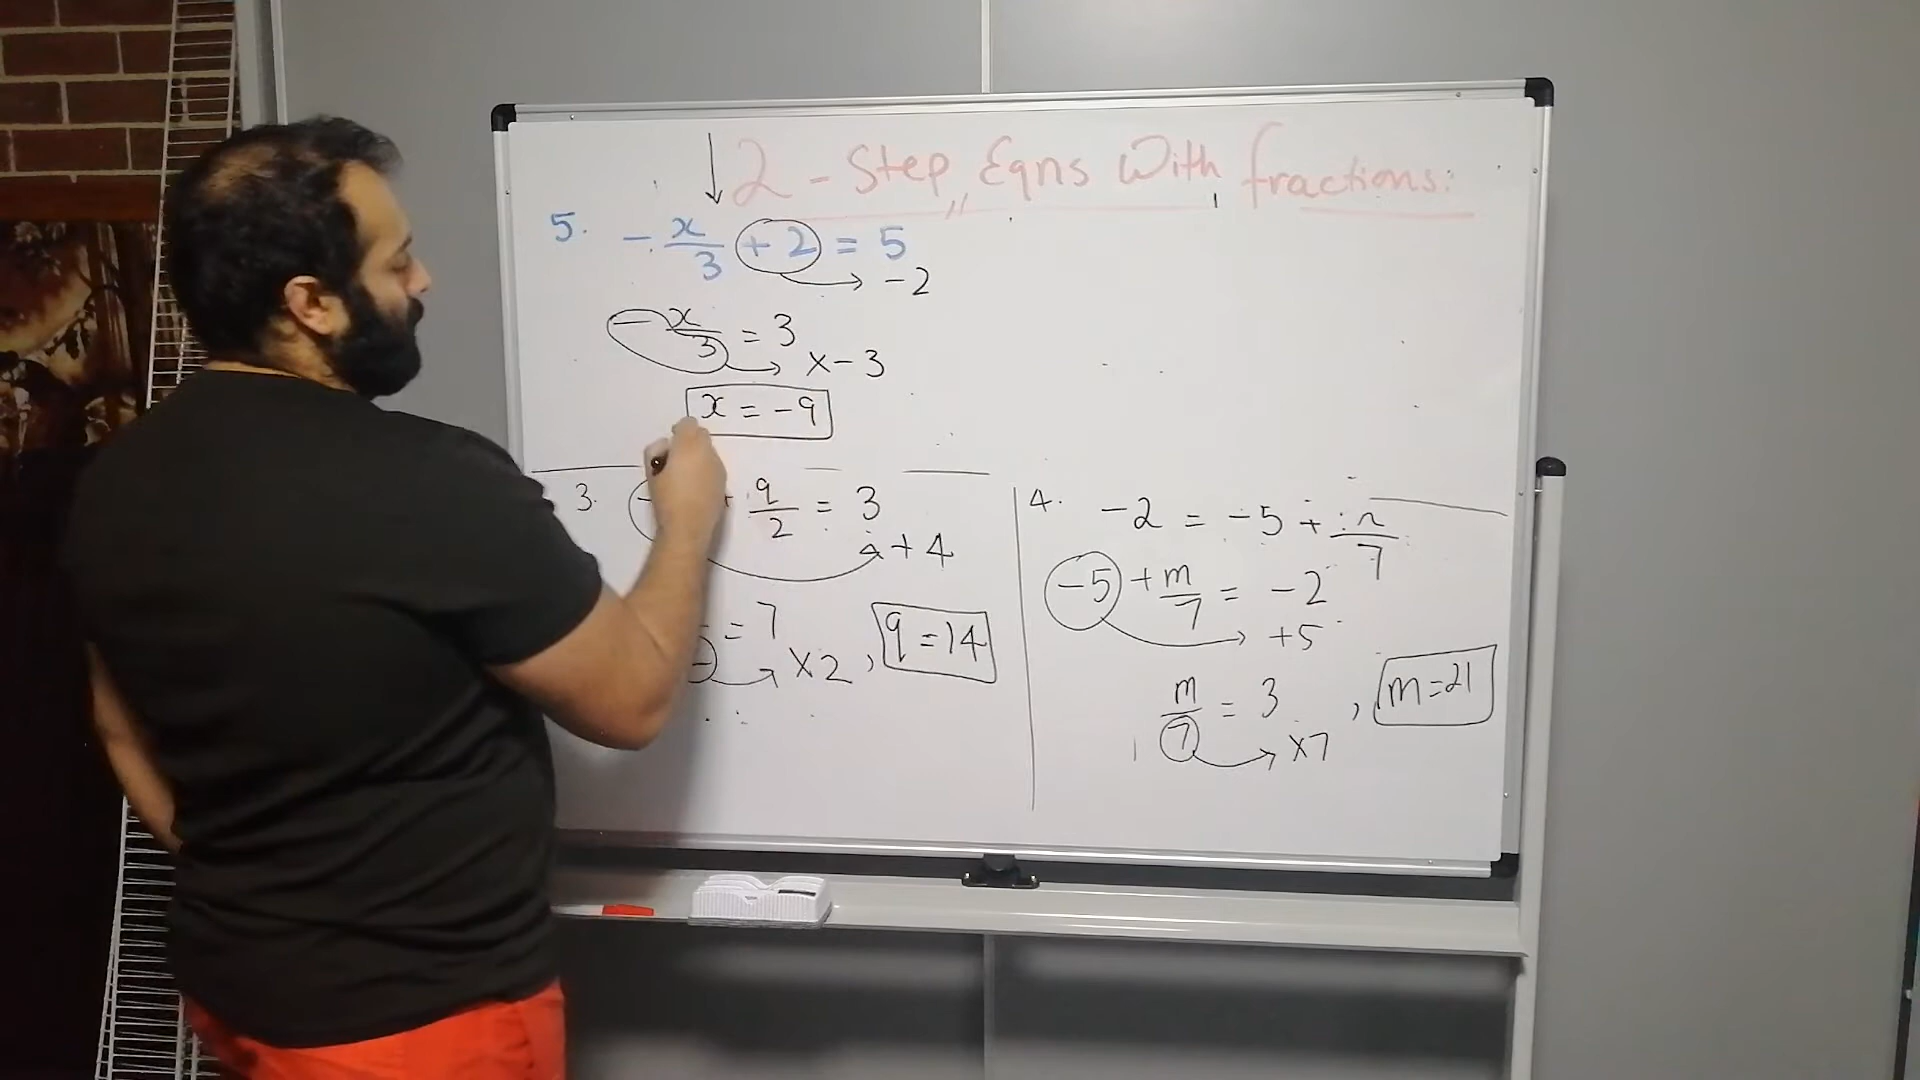 2-Step Eqns With fractions:
5. -x/3 + 2 = 5
→ -2
-x/3 = 3
→ x-3
x = -9
3. + q/2 = 3
+4
= 7
→ x2, q=14
4. -2 = -5 + /7
-5 + m/7 = -2
→ +5
m/7 = 3, m=21
→ x7